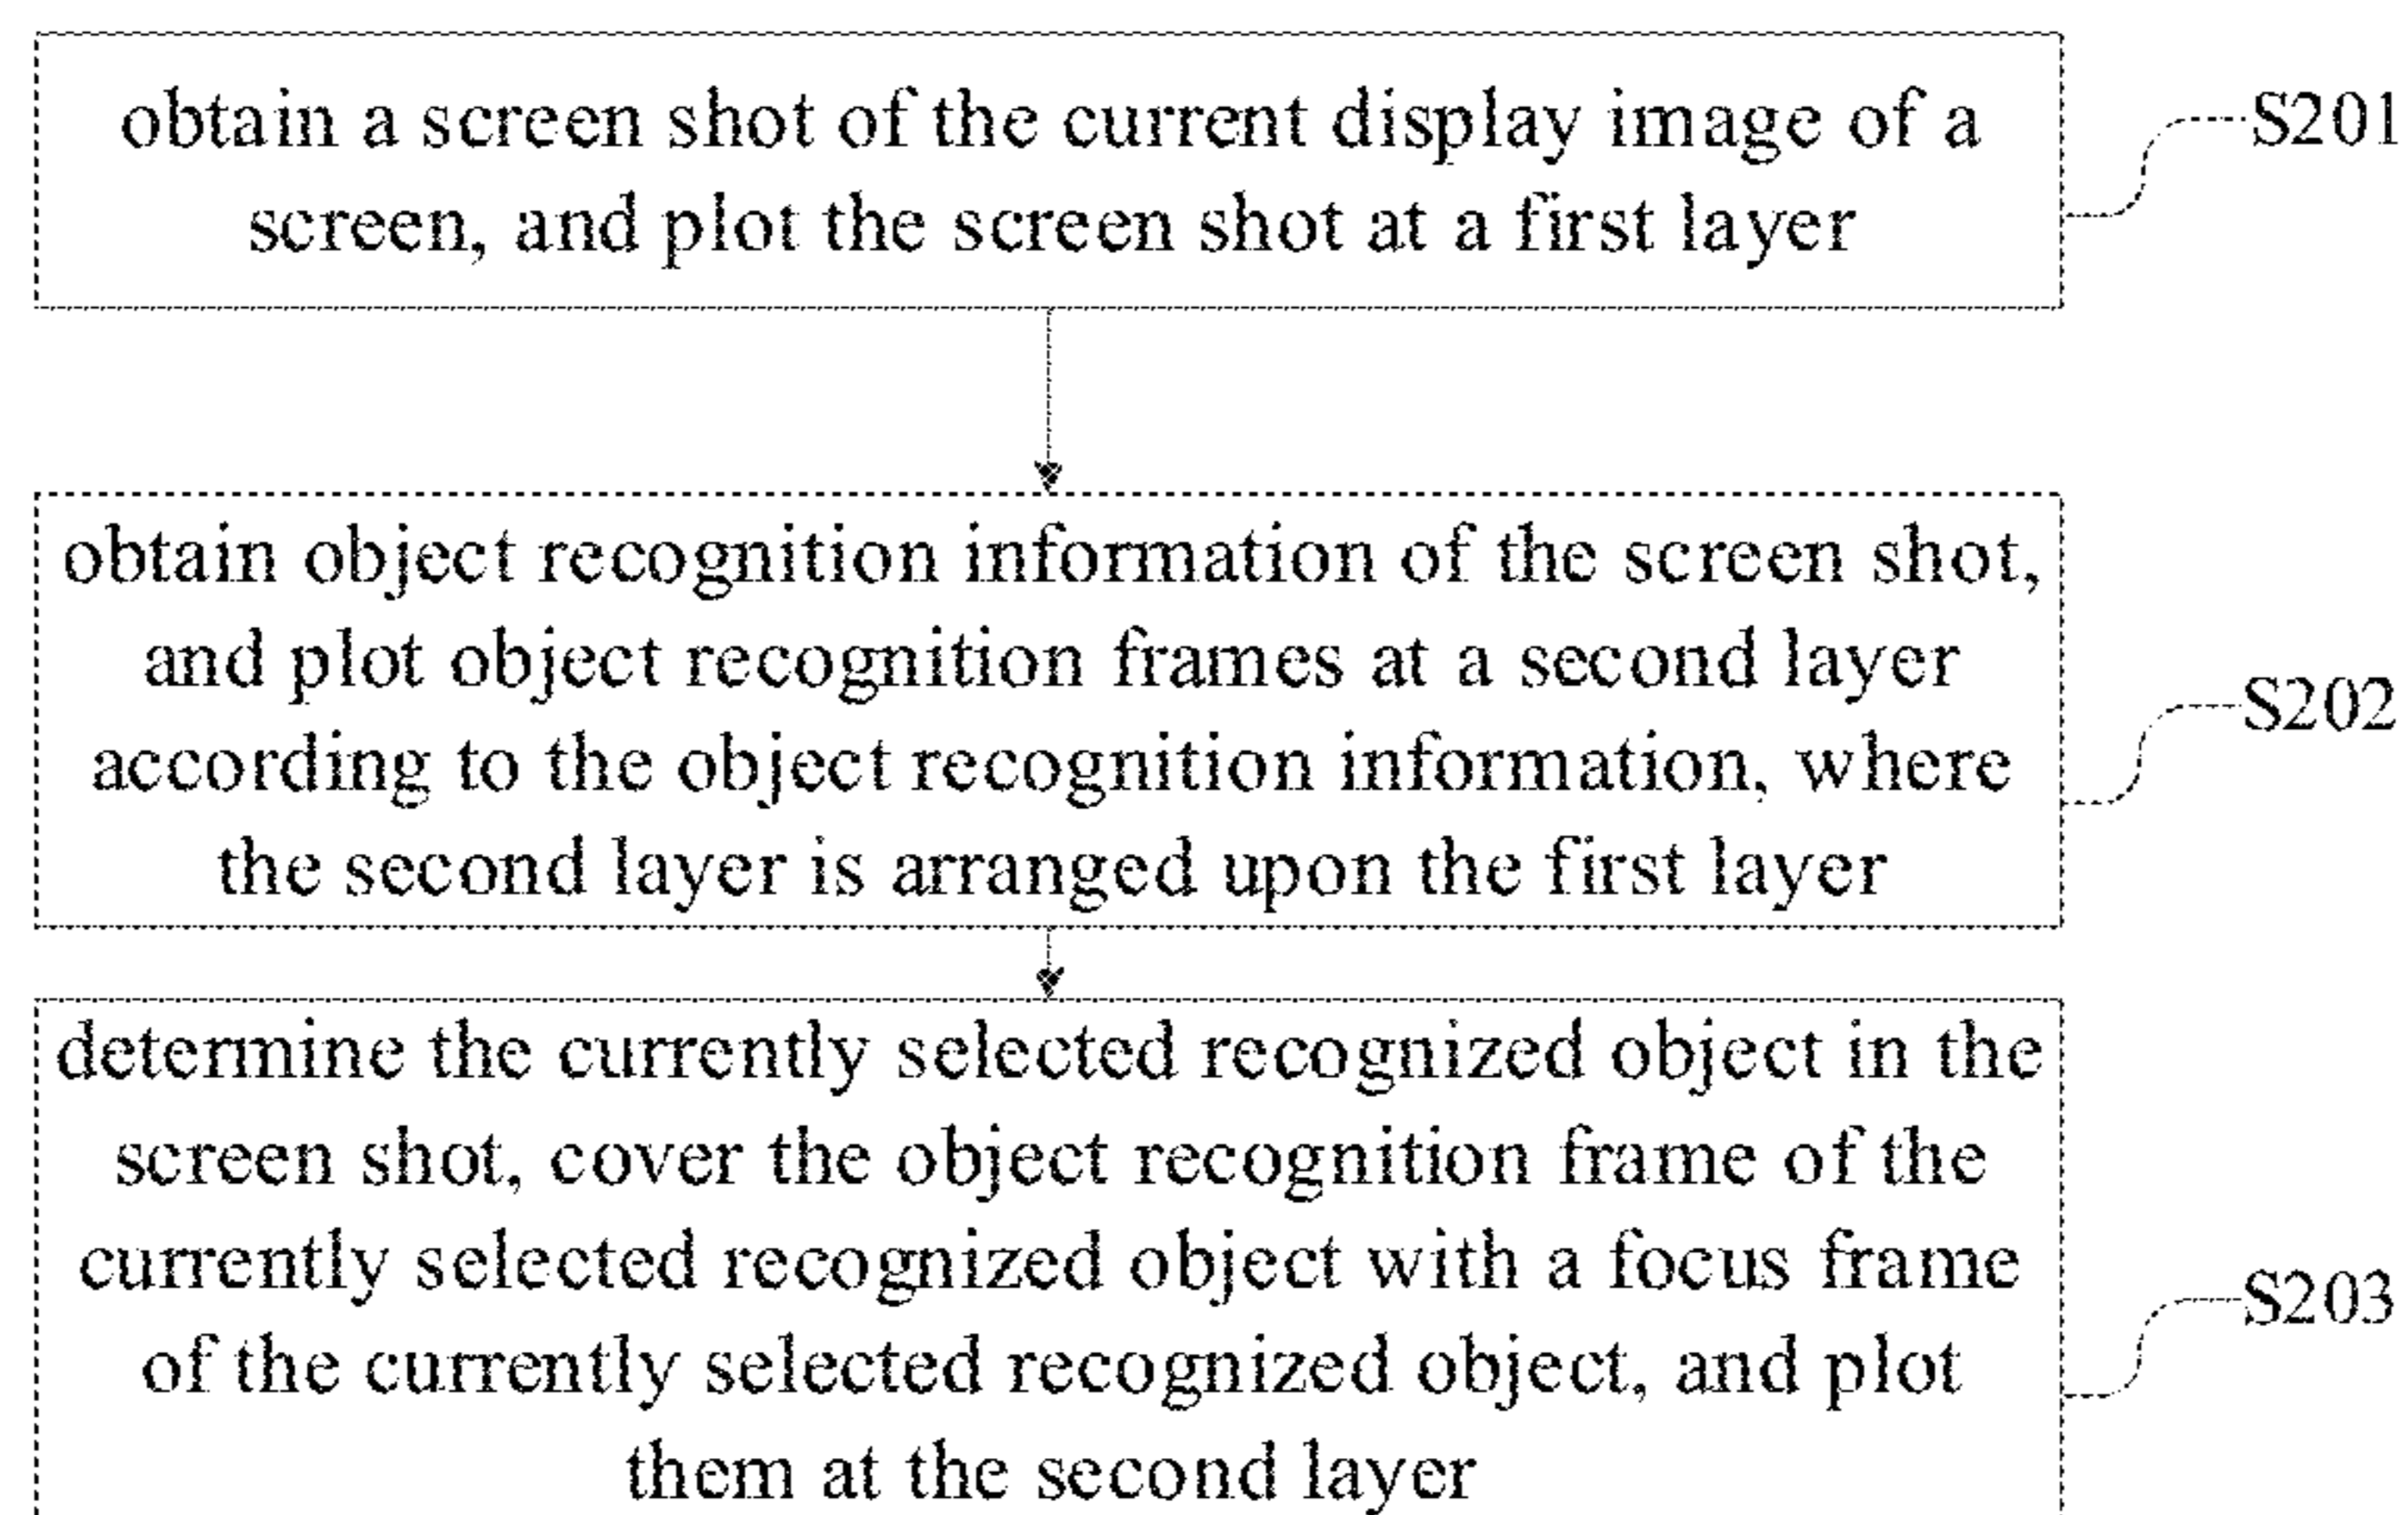 obtain a screen shot of the current display image of a
screen, and plot the screen shot at a first layer
S201
obtain object recognition information of the screen shot,
and plot object recognition frames at a second layer
according to the object recognition information, where
the second layer is arranged upon the first layer
S202
determine the currently selected recognized object in the
screen shot, cover the object recognition frame of the
currently selected recognized object with a focus frame
of the currently selected recognized object, and plot
them at the second layer
S203